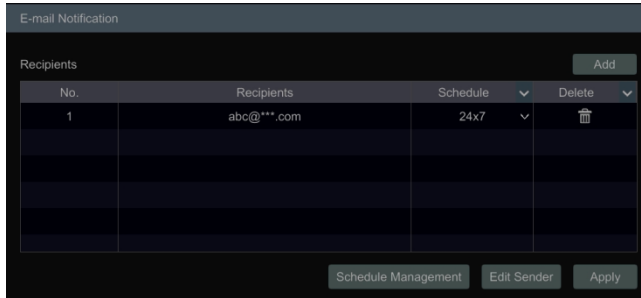 E-mail Notification
Recipients Add
No. Recipients Schedule Delete
1 abc@***.com 24x7
Schedule Management Edit Sender Apply